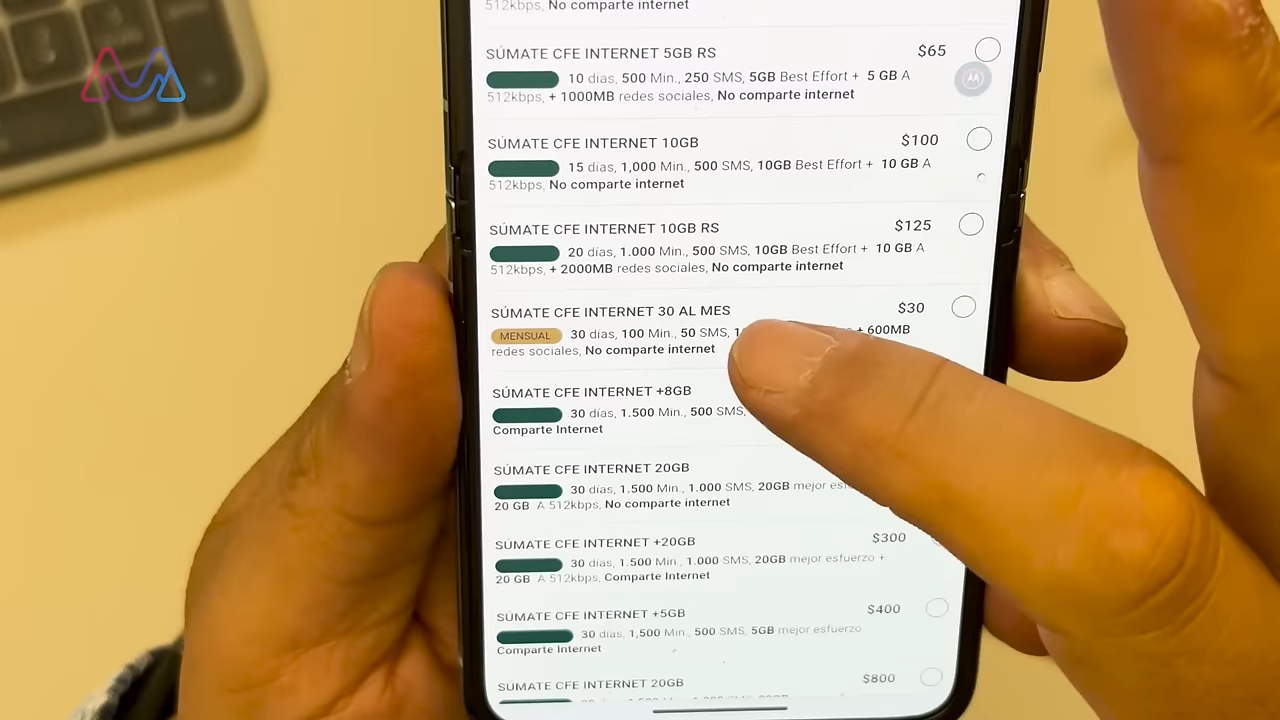 512kbps, No comparte internet
SÚMATE CFE INTERNET 5GB RS $65
10 días, 500 Min., 250 SMS, 5GB Best Effort + 5 GB A
512kbps, + 1000MB redes sociales, No comparte internet
SÚMATE CFE INTERNET 10GB $100
15 días, 1,000 Min., 500 SMS, 10GB Best Effort + 10 GB A
512kbps, No comparte internet
SÚMATE CFE INTERNET 10GB RS $125
20 días, 1.000 Min., 500 SMS, 10GB Best Effort + 10 GB A
512kbps, + 2000MB redes sociales, No comparte internet
SÚMATE CFE INTERNET 30 AL MES $30
MENSUAL 30 días, 100 Min., 50 SMS, + 600MB
redes sociales, No comparte internet
SÚMATE CFE INTERNET +8GB
30 días, 1.500 Min., 500 SMS,
Comparte Internet
SÚMATE CFE INTERNET 20GB
30 días, 1.500 Min., 1.000 SMS, 20GB mejor
20 GB A 512kbps, No comparte internet
SÚMATE CFE INTERNET +20GB $300
30 días, 1.500 Min., 1.000 SMS, 20GB mejor esfuerzo +
20 GB A 512kbps, Comparte Internet
SÚMATE CFE INTERNET +5GB $400
30 días, 1,500 Min., 500 SMS, 5GB mejor esfuerzo
Comparte Internet
SÚMATE CFE INTERNET 20GB $800